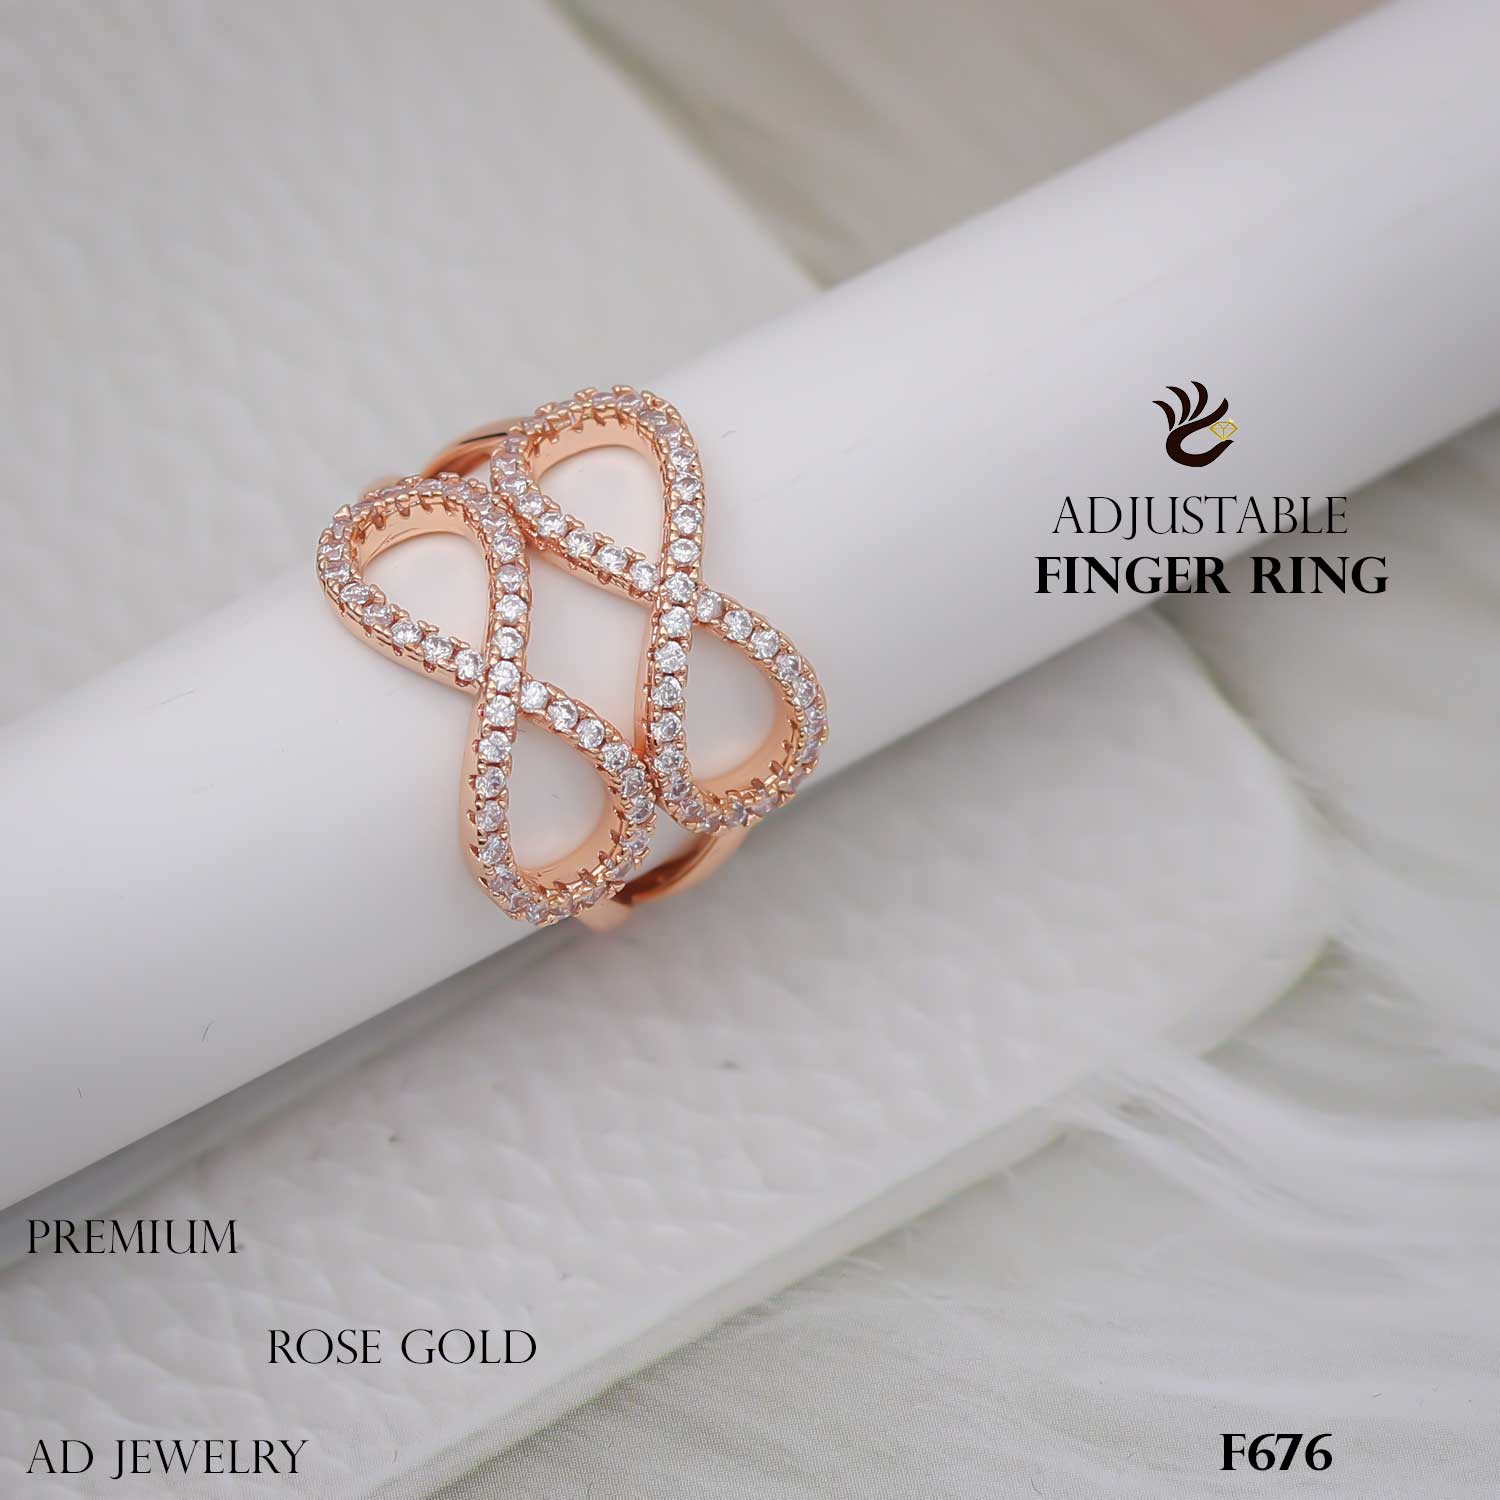 ADJUSTABLE
FINGER RING
PREMIUM
ROSE GOLD
AD JEWELRY
F676